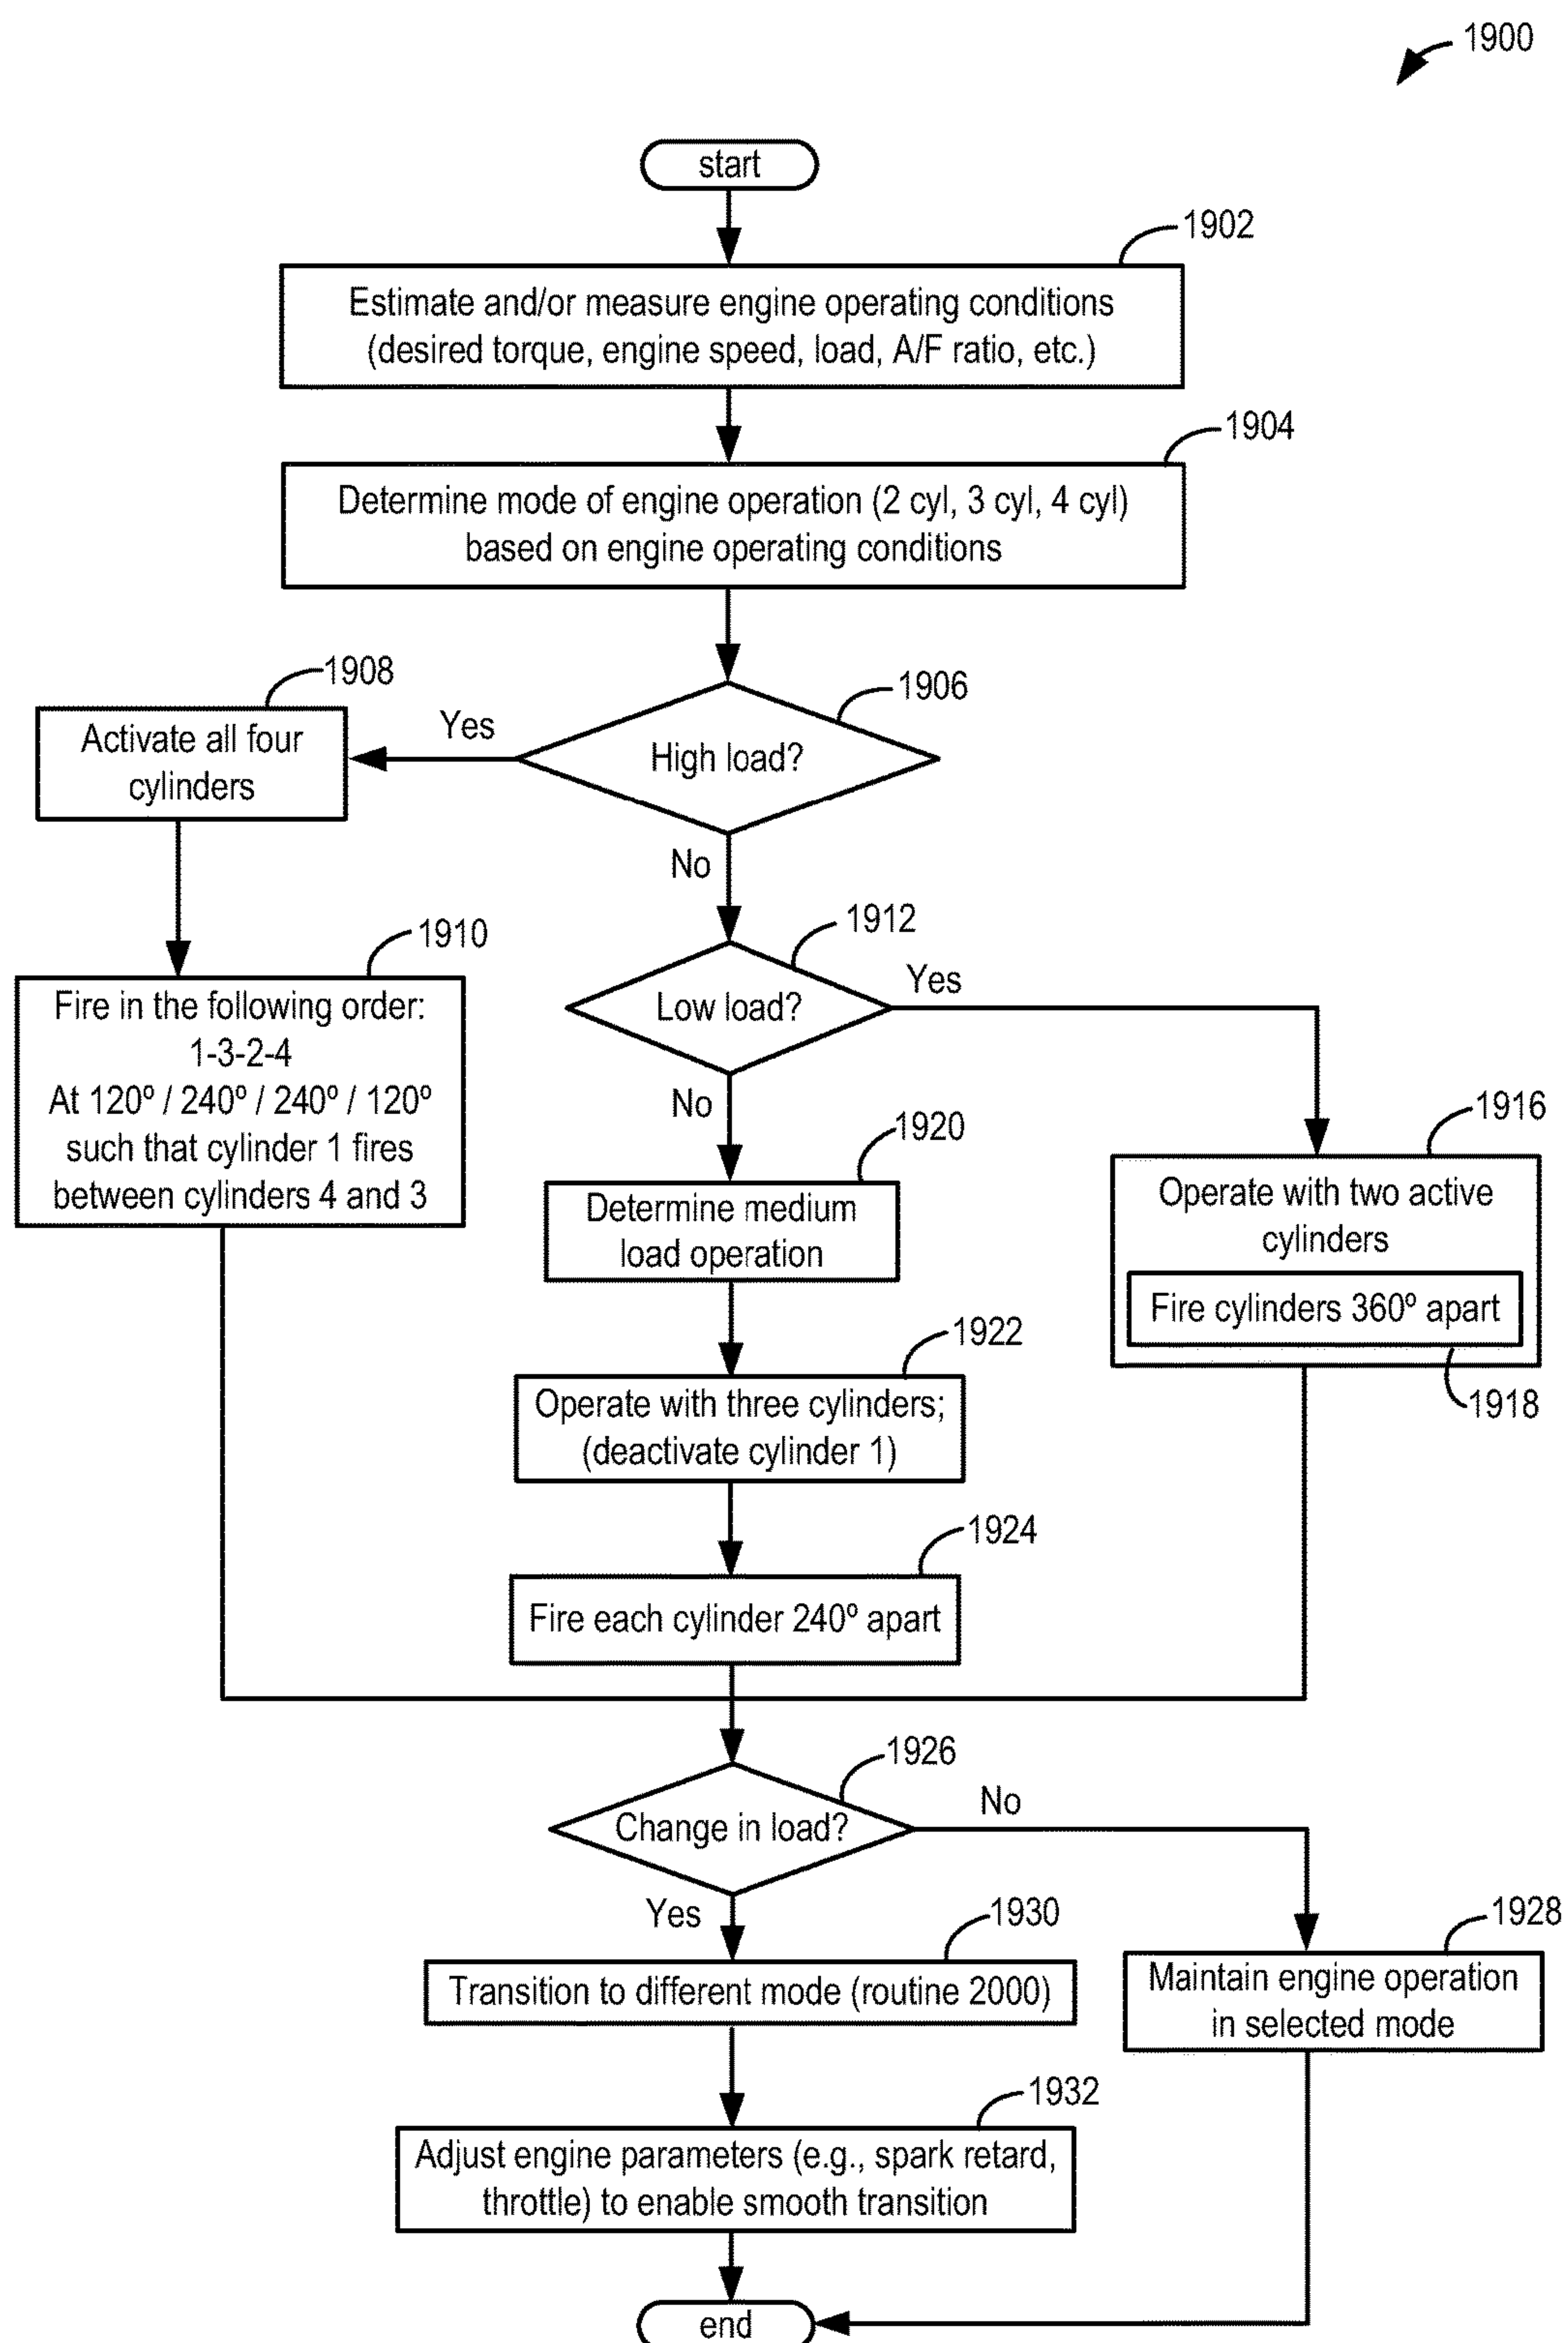 1900
start
1902
Estimate and/or measure engine operating conditions
(desired torque, engine speed, load, A/F ratio, etc.)
1904
Determine mode of engine operation (2 cyl, 3 cyl, 4 cyl)
based on engine operating conditions
1908
Activate all four
cylinders
Yes
1906
High load?
No
1910
Fire in the following order:
1-3-2-4
At 120º / 240º / 240º / 120º
such that cylinder 1 fires
between cylinders 4 and 3
1912
Low load?
Yes
No
1916
Operate with two active
cylinders
Fire cylinders 360º apart
1918
1920
Determine medium
load operation
1922
Operate with three cylinders;
(deactivate cylinder 1)
1924
Fire each cylinder 240º apart
1926
Change in load?
No
Yes
1930
Transition to different mode (routine 2000)
1928
Maintain engine operation
in selected mode
1932
Adjust engine parameters (e.g., spark retard,
throttle) to enable smooth transition
end